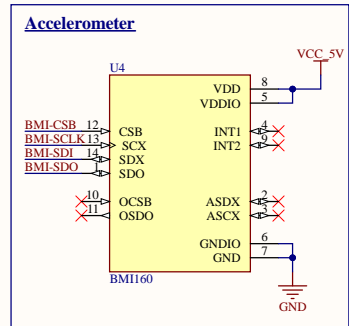 Accelerometer
U4
VCC_5V
VDD 8
VDDIO 5
BMI-CSB 12 CSB
BMI-SCLK 13 SCX
BMI-SDI 14 SDX
BMI-SDO 1 SDO
INT1 4
INT2 9
10 OCSB
11 OSDO
ASDX 2
ASCX 3
GNDIO 6
GND 7
BMI160
GND